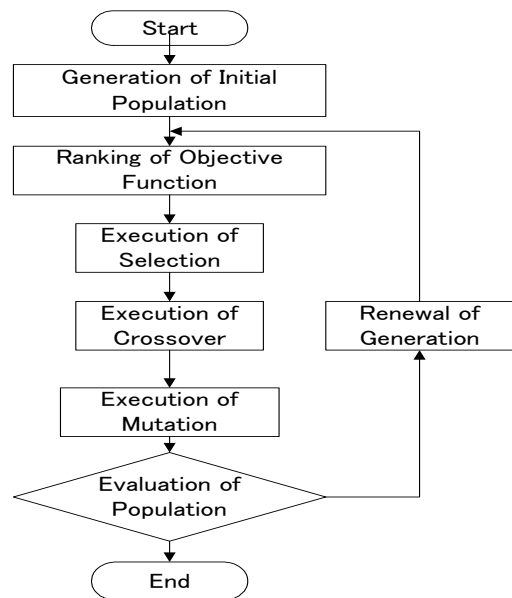 Start
Generation of Initial
Population
Ranking of Objective
Function
Execution of
Selection
Execution of
Crossover
Renewal of
Generation
Execution of
Mutation
Evaluation of
Population
End